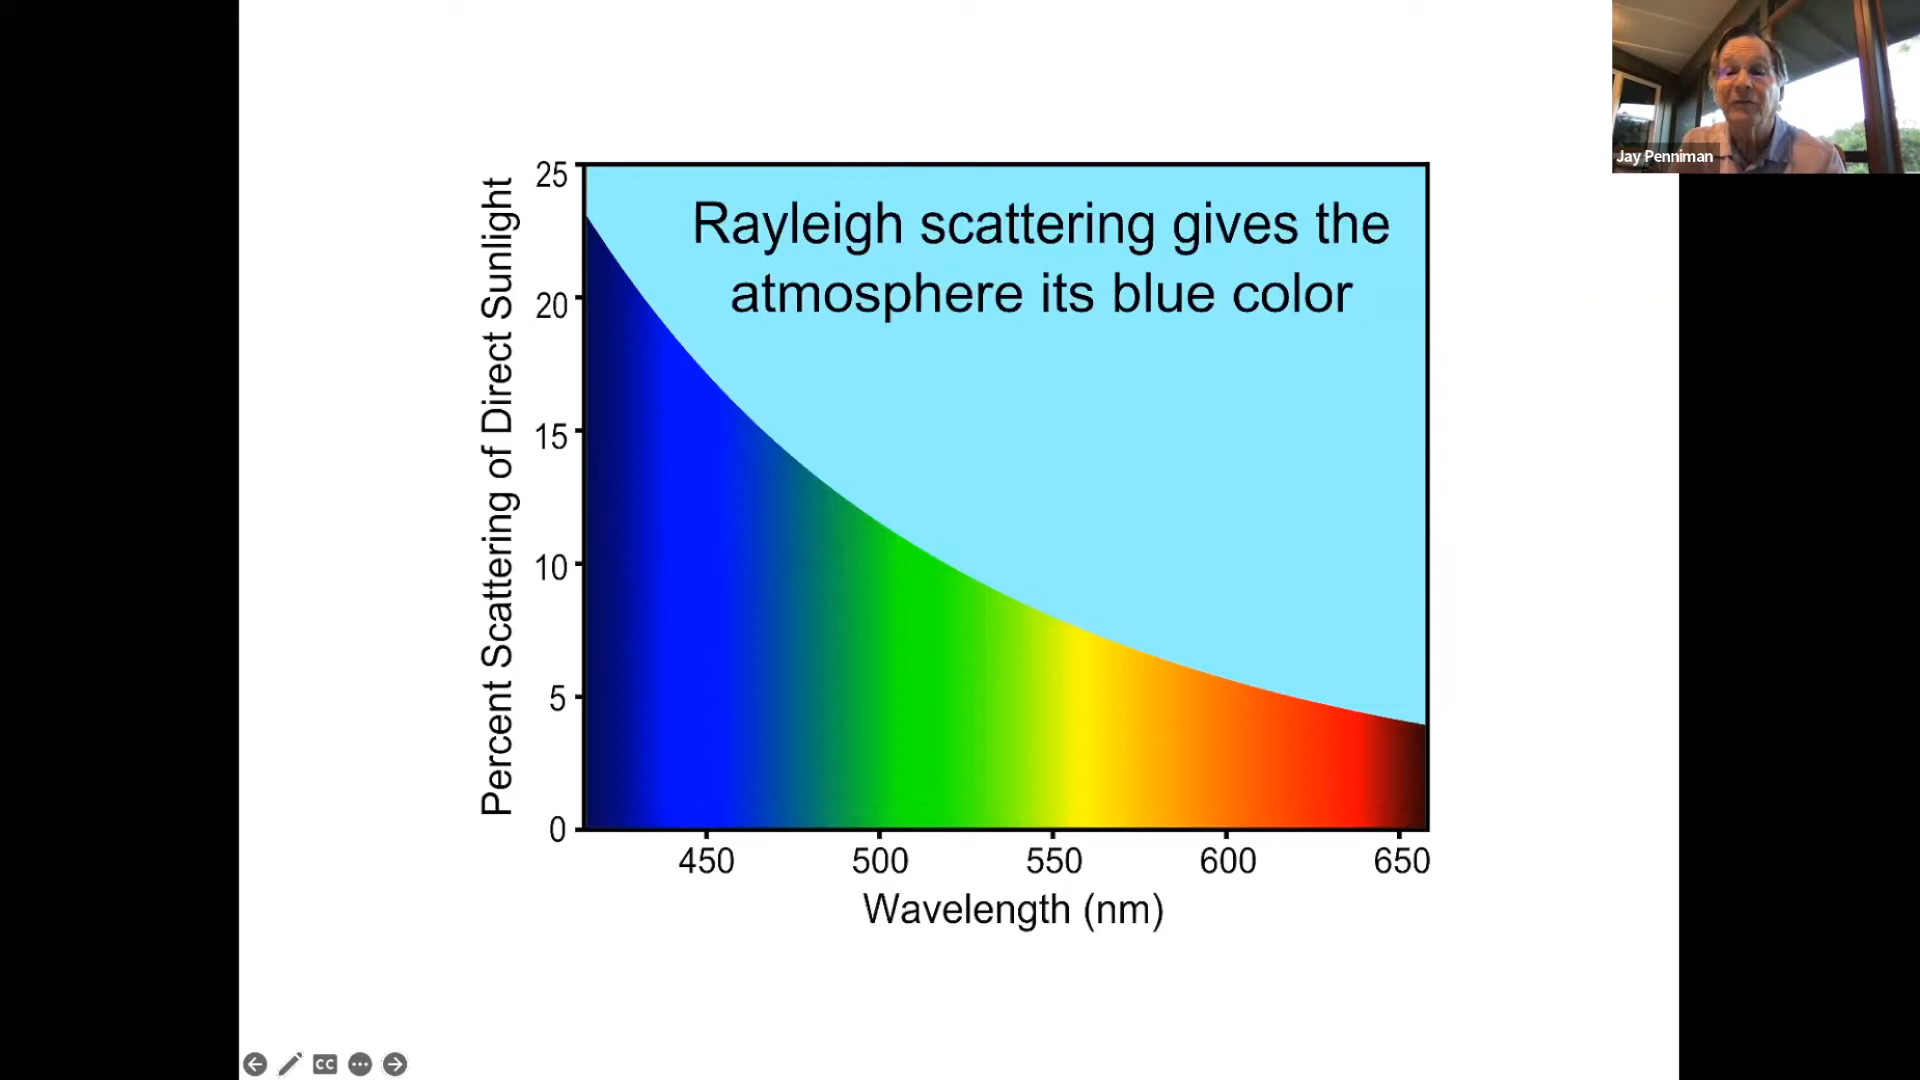 Jay Penniman
Rayleigh scattering gives the
atmosphere its blue color
Percent Scattering of Direct Sunlight
25
20
15
10
5
0
450
500
550
600
650
Wavelength (nm)
CC